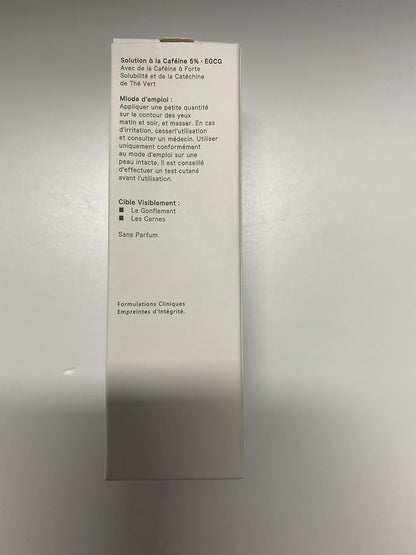 Solution à la Caféine 5% · EGCG
Avec de la Caféine à Forte
Solubilité et de la Catéchine
de Thé Vert
Miode d'emploi :
Appliquer une petite quantité
sur le contour des yeux
matin et soir, et masser. En cas
d'irritation, cesserl'utilisation
et consulter un médecin. Utiliser
uniquement conformément
au mode d'emploi sur une
peau intacte. Il est conseillé
d'effectuer un test cutané
avant l'utilisation.
Cible Visiblement :
■ Le Gonflement
■ Les Cernes
Sans Parfum.
Formulations Cliniques
Empreintes d'Intégrité.